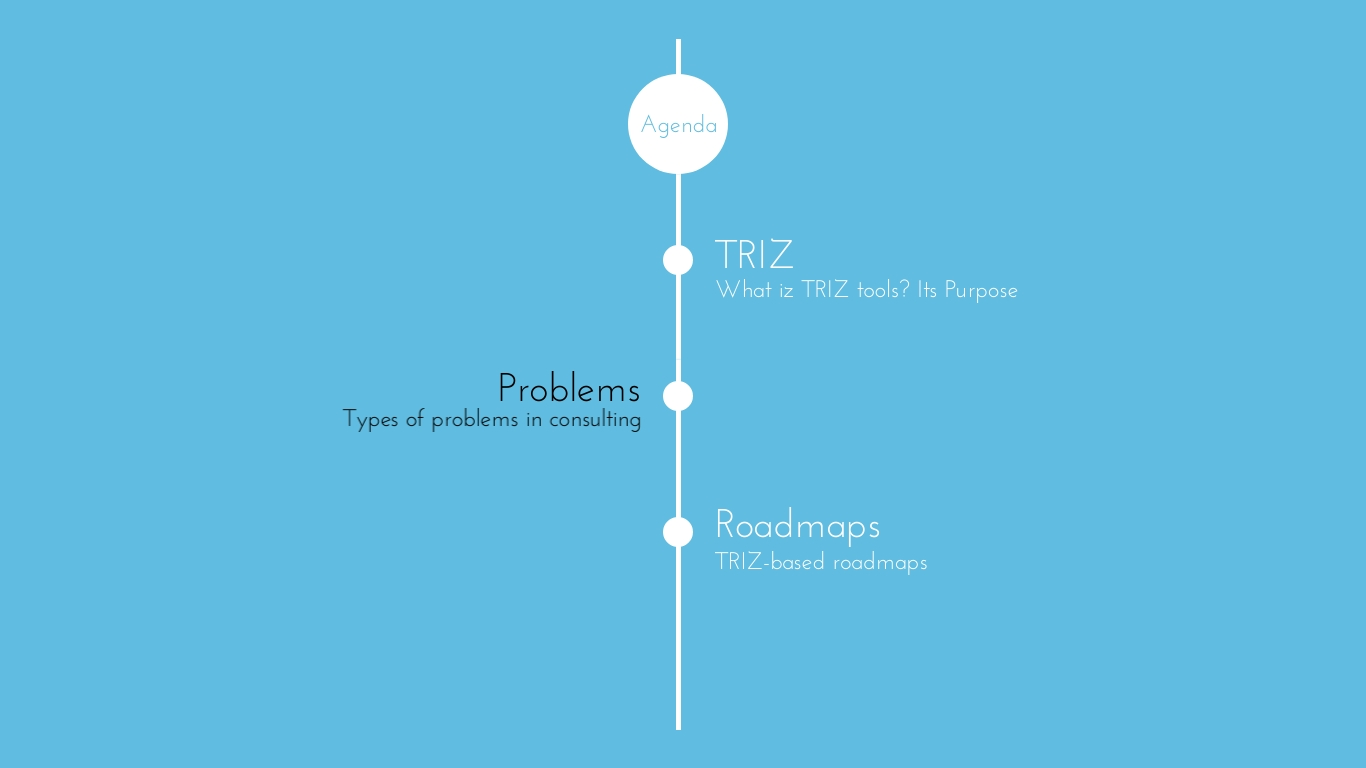 Agenda
TRIZ
What iz TRIZ tools? Its Purpose
Problems
Types of problems in consulting
Roadmaps
TRIZ-based roadmaps